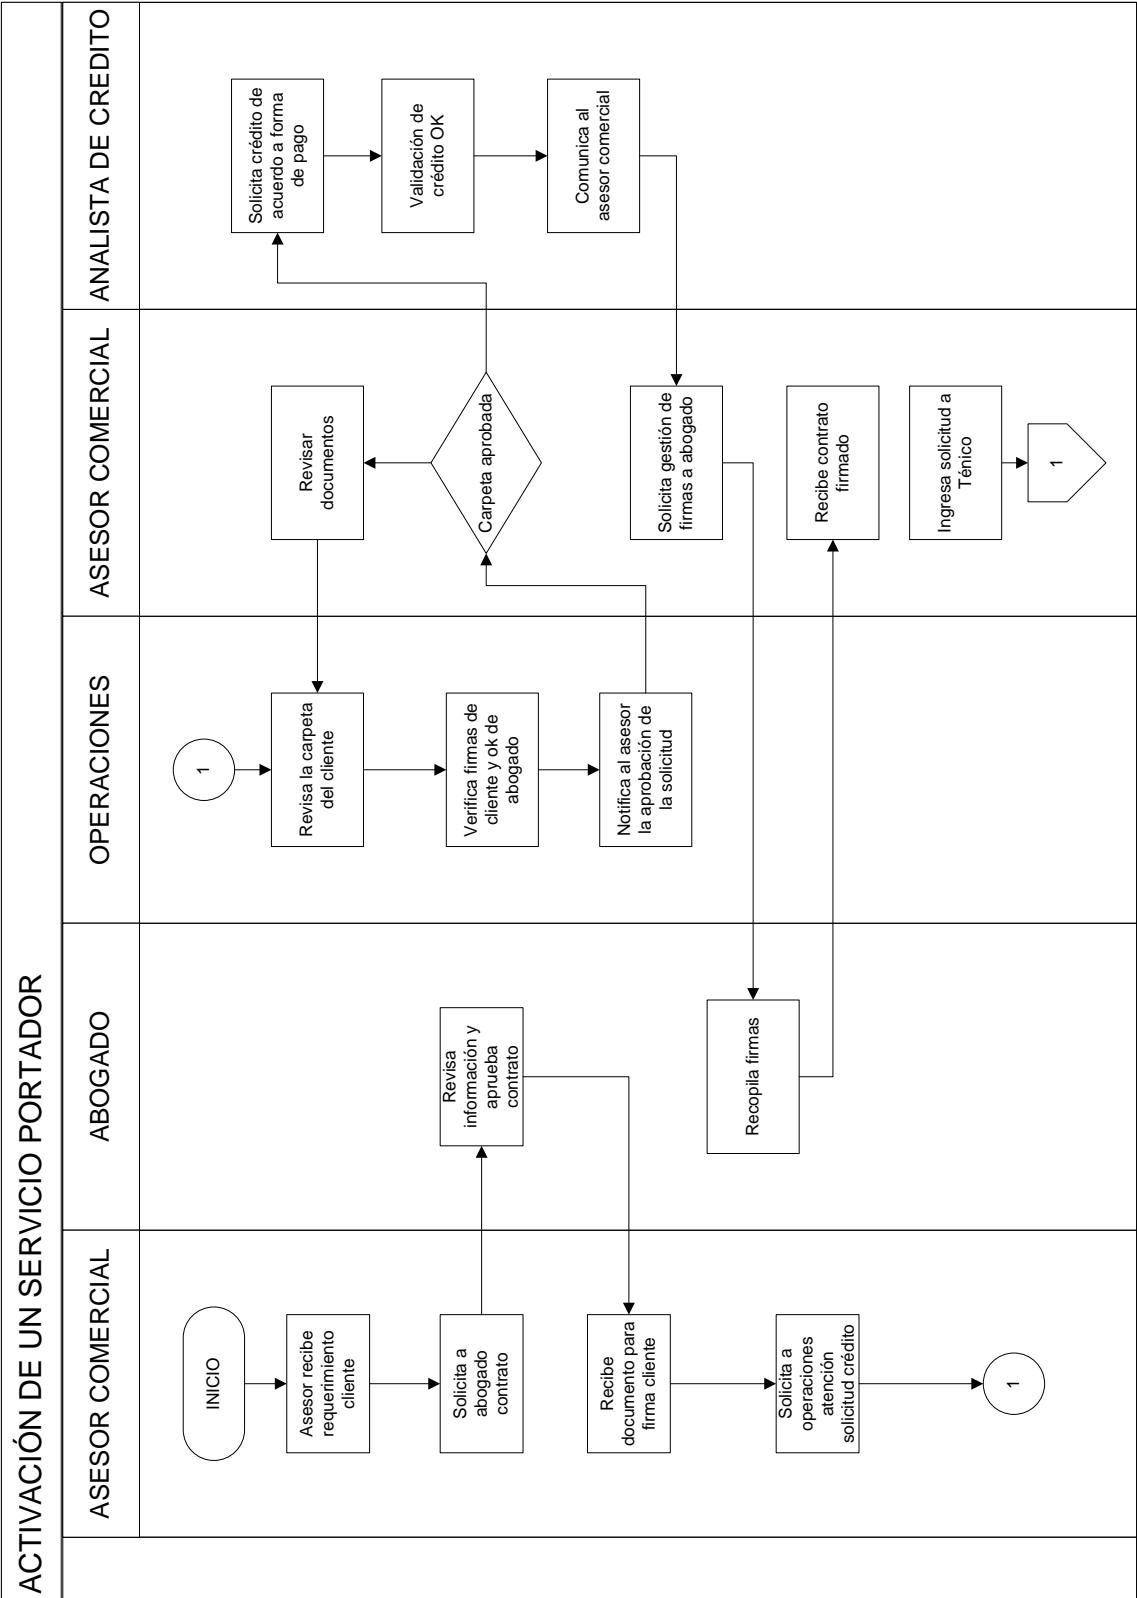 ACTIVACIÓN DE UN SERVICIO PORTADOR
ASESOR COMERCIAL
ABOGADO
OPERACIONES
ASESOR COMERCIAL
ANALISTA DE CREDITO
INICIO
Asesor recibe
requerimiento
cliente
Solicita a
abogado
contrato
Recibe
documento para
firma cliente
Solicita a
operaciones
atención
solicitud crédito
1
Revisa
información y
aprueba
contrato
Recopila firmas
1
Revisa la carpeta
del cliente
Verifica firmas de
cliente y ok de
abogado
Notifica al asesor
la aprobación de
la solicitud
Revisar
documentos
Carpeta aprobada
Solicita gestión de
firmas a abogado
Recibe contrato
firmado
Ingresa solicitud a
Ténico
1
Solicita crédito de
acuerdo a forma
de pago
Validación de
crédito OK
Comunica al
asesor comercial